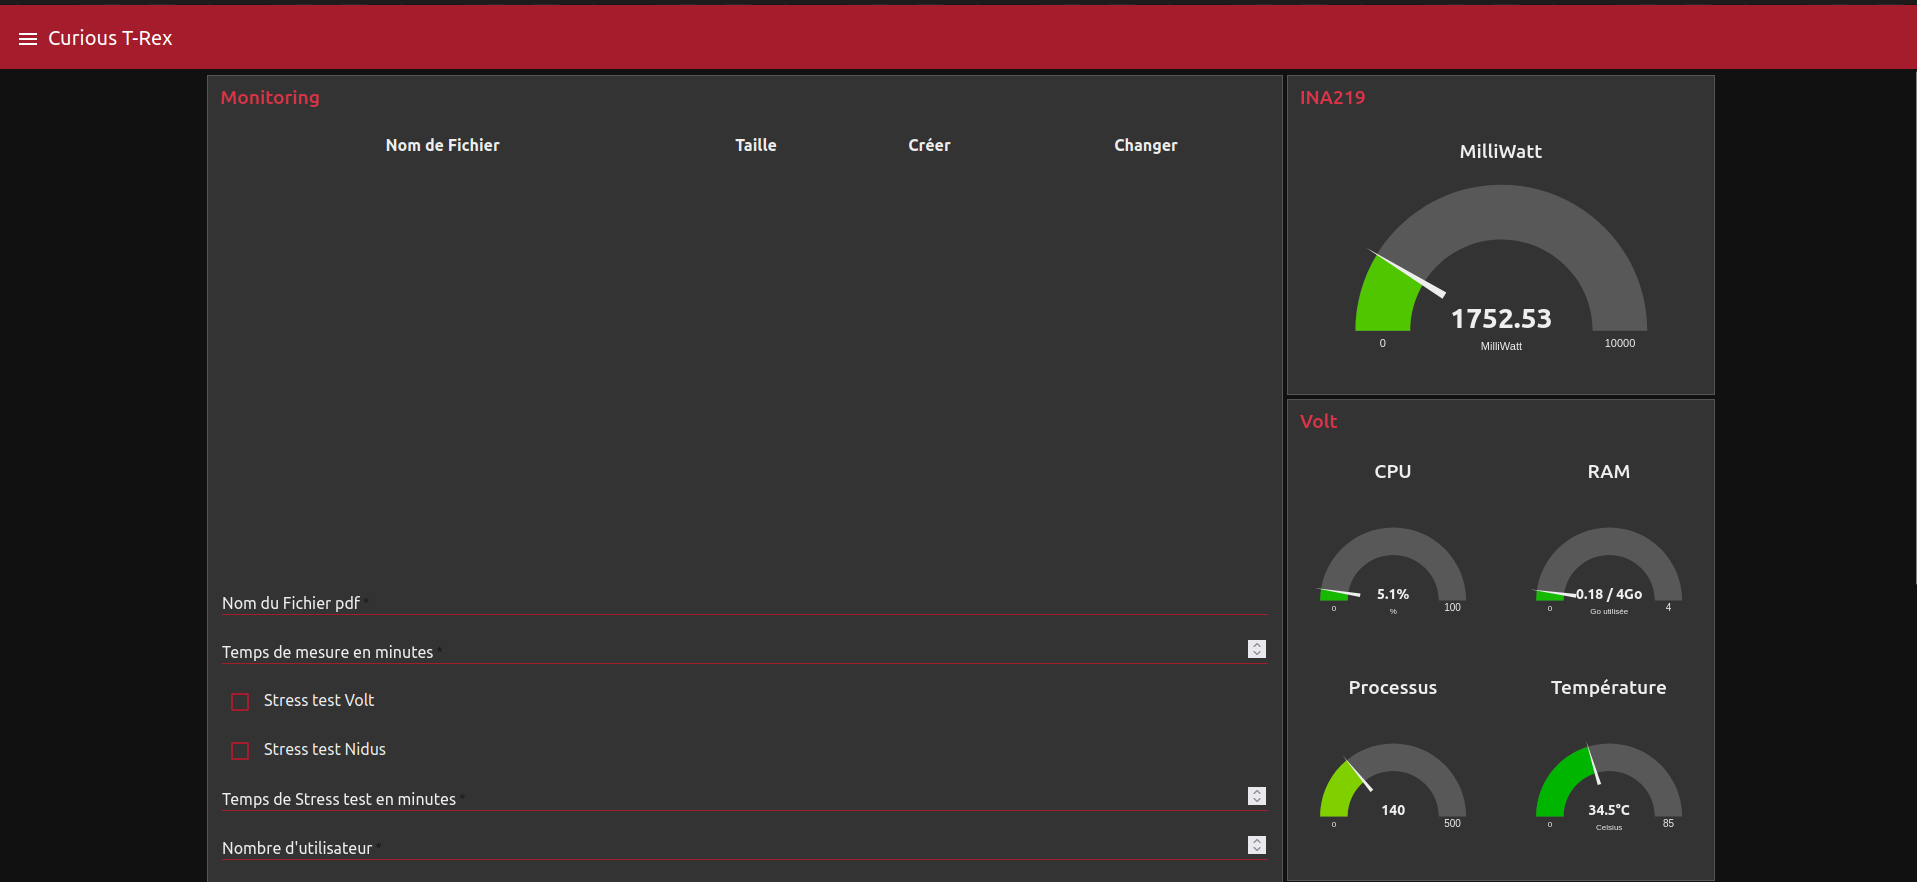 Curious T-Rex
Monitoring
Nom de Fichier Taille Créer Changer
Nom du Fichier pdf *
Temps de mesure en minutes *
Stress test Volt
Stress test Nidus
Temps de Stress test en minutes *
Nombre d'utilisateur *
INA219
MilliWatt
1752.53
0 MilliWatt 10000
Volt
CPU RAM
5.1% 0.18 / 4Go
0 % 100 0 Go utilisée 4
Processus Température
140 34.5°C
0 500 0 Celsius 85